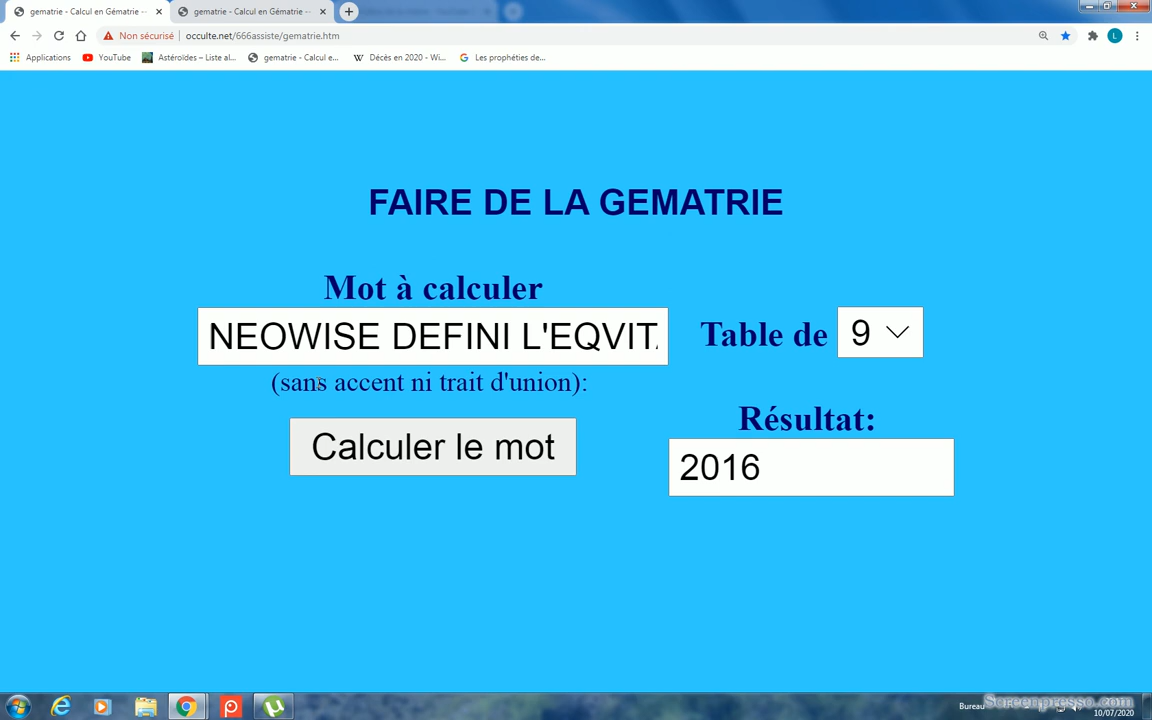 gematrie - Calcul en Gématrie -- gematrie - Calcul en Gématrie --
Non sécurisé occulte.net/666assiste/gematrie.htm
Applications YouTube Astéroïdes – Liste al... gematrie - Calcul e... W Décès en 2020 - Wi... G Les prophéties de...
FAIRE DE LA GEMATRIE
Mot à calculer
NEOWISE DEFINI L'EQVIT
Table de 9
(sans accent ni trait d'union):
Calculer le mot
Résultat:
2016
Bureau
Screenpresso.com
10/07/2020